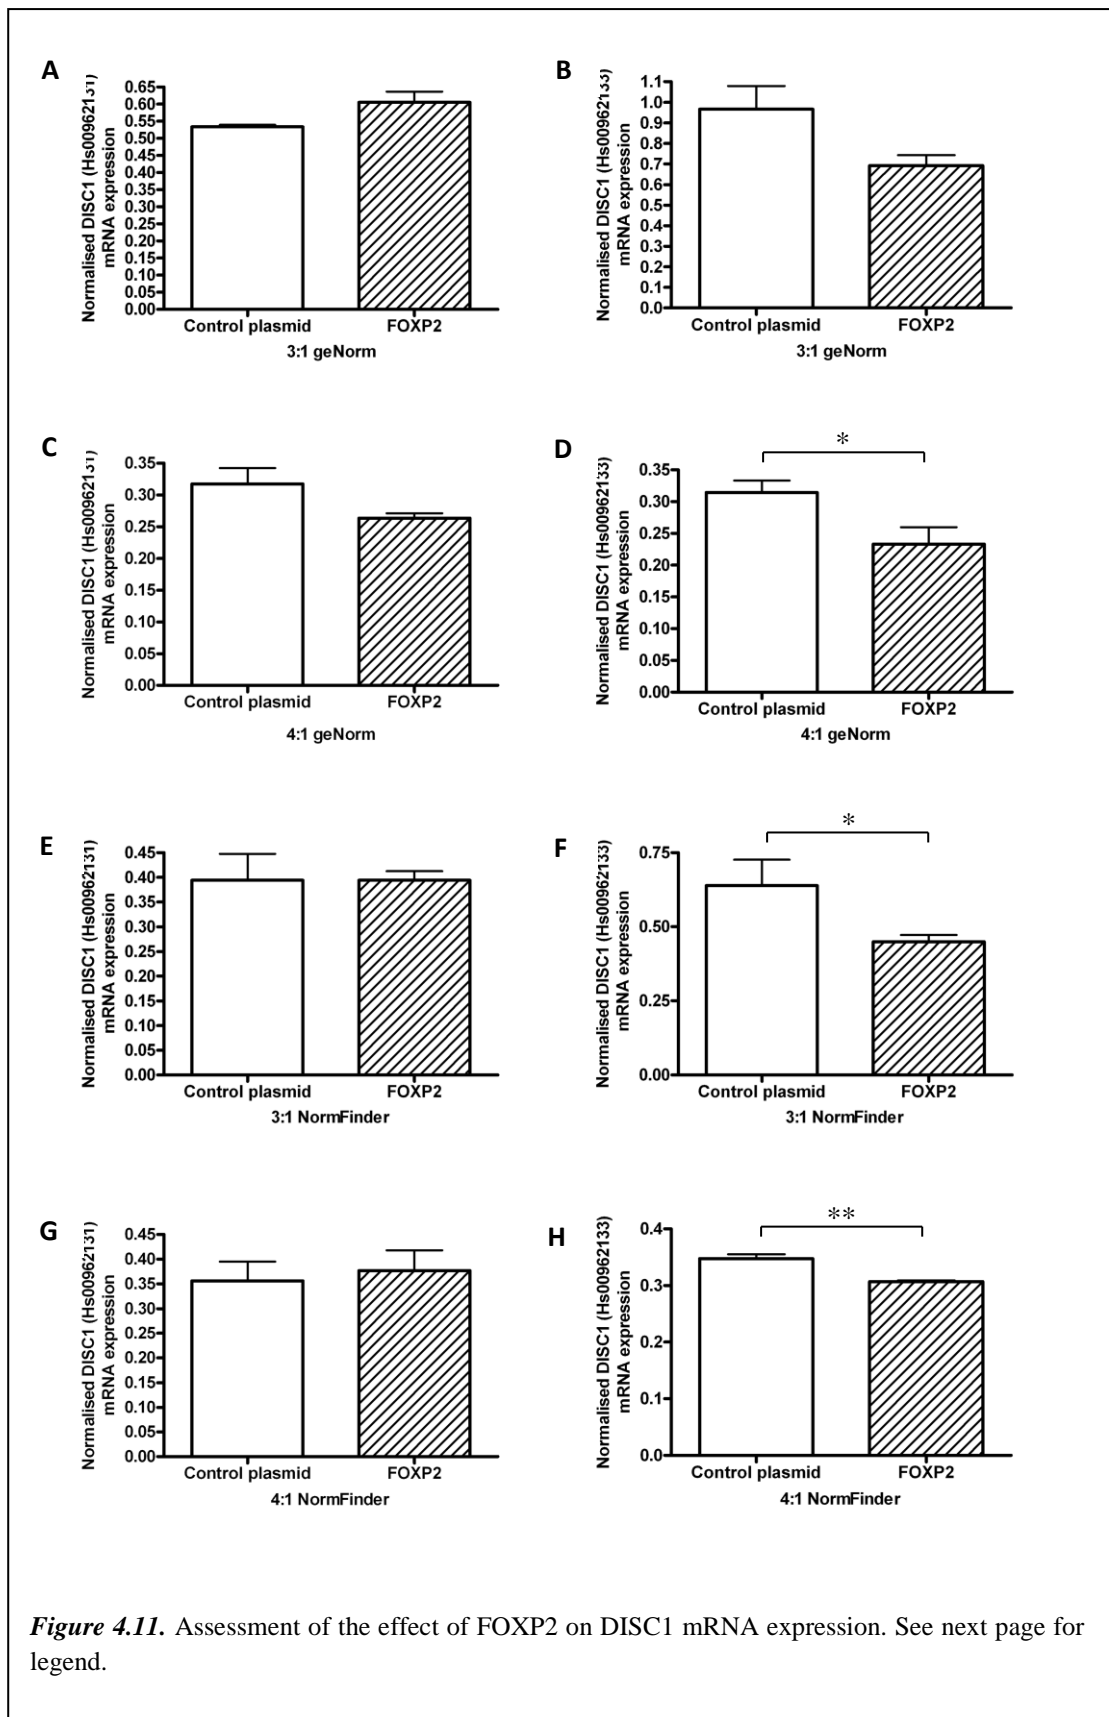 A
Normalised DISC1 (Hs00962131)
mRNA expression
0.65
0.60
0.55
0.50
0.45
0.40
0.35
0.30
0.25
0.20
0.15
0.10
0.05
0.00
Control plasmid FOXP2
3:1 geNorm
B
Normalised DISC1 (Hs00962133)
mRNA expression
1.1
1.0
0.9
0.8
0.7
0.6
0.5
0.4
0.3
0.2
0.1
0.0
Control plasmid FOXP2
3:1 geNorm
C
Normalised DISC1 (Hs00962131)
mRNA expression
0.35
0.30
0.25
0.20
0.15
0.10
0.05
0.00
Control plasmid FOXP2
4:1 geNorm
D
Normalised DISC1 (Hs00962133)
mRNA expression
*
0.35
0.30
0.25
0.20
0.15
0.10
0.05
0.00
Control plasmid FOXP2
4:1 geNorm
E
Normalised DISC1 (Hs00962131)
mRNA expression
0.45
0.40
0.35
0.30
0.25
0.20
0.15
0.10
0.05
0.00
Control plasmid FOXP2
3:1 NormFinder
F
Normalised DISC1 (Hs00962133)
mRNA expression
*
0.75
0.50
0.25
0.00
Control plasmid FOXP2
3:1 NormFinder
G
Normalised DISC1 (Hs00962131)
mRNA expression
0.45
0.40
0.35
0.30
0.25
0.20
0.15
0.10
0.05
0.00
Control plasmid FOXP2
4:1 NormFinder
H
Normalised DISC1 (Hs00962133)
mRNA expression
**
0.4
0.3
0.2
0.1
0.0
Control plasmid FOXP2
4:1 NormFinder
Figure 4.11. Assessment of the effect of FOXP2 on DISC1 mRNA expression. See next page for
legend.